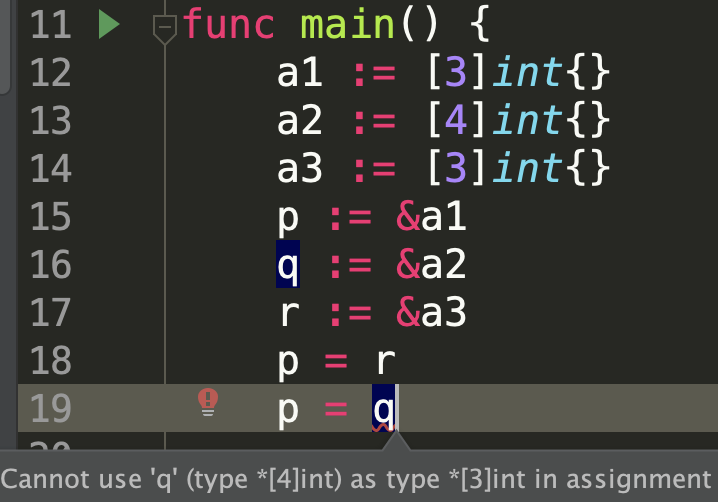 11 func main() {
12 a1 := [3]int{}
13 a2 := [4]int{}
14 a3 := [3]int{}
15 p := &a1
16 q := &a2
17 r := &a3
18 p = r
19 p = q
Cannot use 'q' (type *[4]int) as type *[3]int in assignment